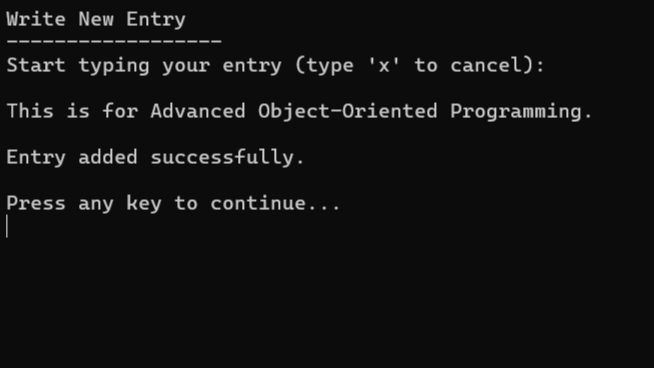 Write New Entry
------------------
Start typing your entry (type 'x' to cancel):
This is for Advanced Object-Oriented Programming.
Entry added successfully.
Press any key to continue...